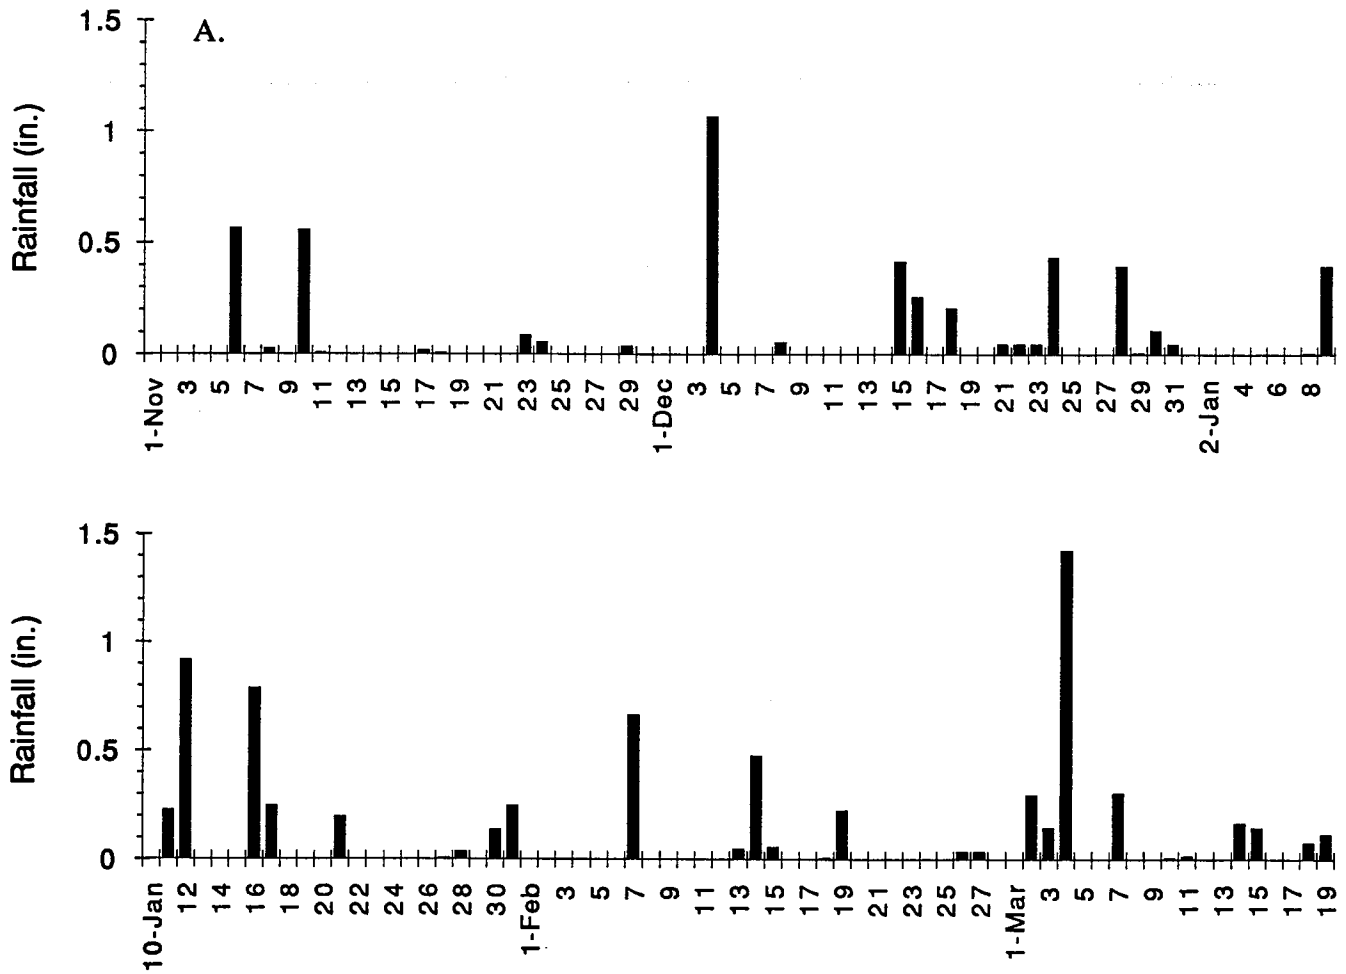 A.
Rainfall (in.)
1.5
1
0.5
0
1-Nov 3 5 7 9 11 13 15 17 19 21 23 25 27 29 1-Dec 3 5 7 9 11 13 15 17 19 21 23 25 27 29 31 2-Jan 4 6 8
Rainfall (in.)
1.5
1
0.5
0
10-Jan 12 14 16 18 20 22 24 26 28 30 1-Feb 3 5 7 9 11 13 15 17 19 21 23 25 27 1-Mar 3 5 7 9 11 13 15 17 19